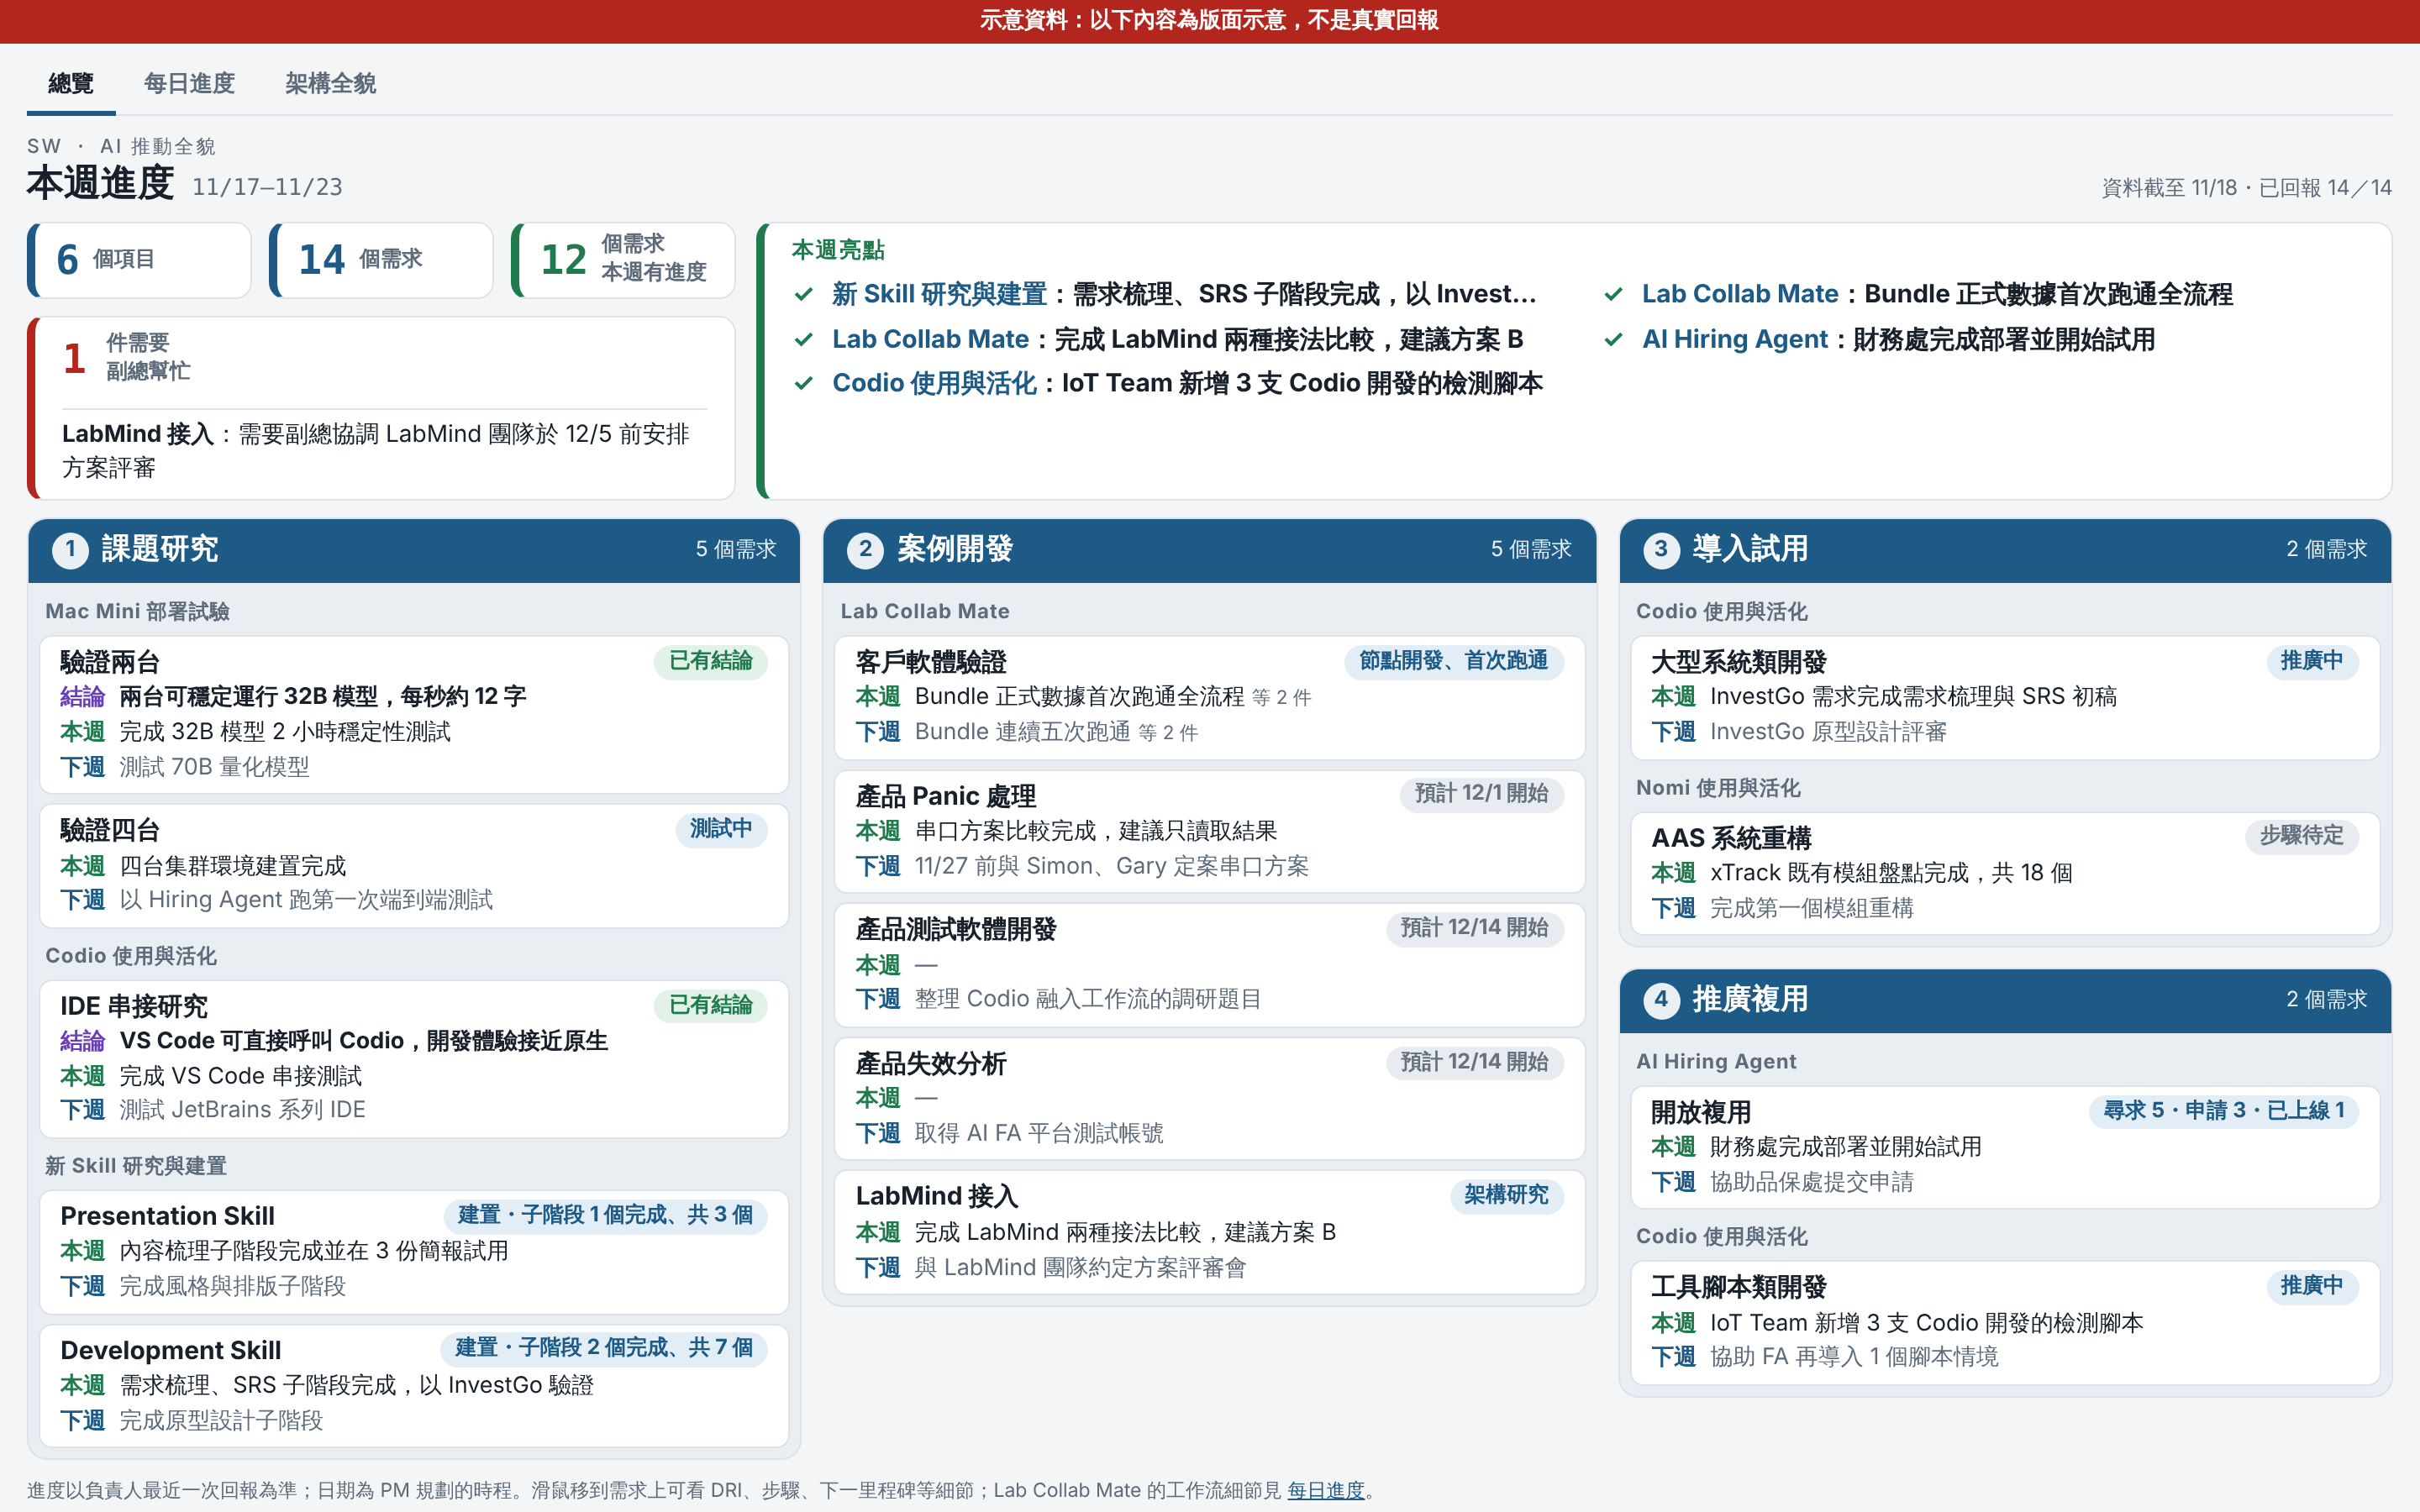 示意資料：以下內容為版面示意，不是真實回報
總覽 每日進度 架構全貌
SW · AI 推動全貌
本週進度 11/17–11/23
資料截至 11/18 · 已回報 14／14
6 個項目
14 個需求
12 個需求
本週有進度
1 件需要
副總幫忙
LabMind 接入：需要副總協調 LabMind 團隊於 12/5 前安排
方案評審
本週亮點
✓ 新 Skill 研究與建置：需求梳理、SRS 子階段完成，以 Invest...
✓ Lab Collab Mate：Bundle 正式數據首次跑通全流程
✓ Lab Collab Mate：完成 LabMind 兩種接法比較，建議方案 B
✓ AI Hiring Agent：財務處完成部署並開始試用
✓ Codio 使用與活化：IoT Team 新增 3 支 Codio 開發的檢測腳本
1 課題研究 5 個需求
Mac Mini 部署試驗
驗證兩台 已有結論
結論 兩台可穩定運行 32B 模型，每秒約 12 字
本週 完成 32B 模型 2 小時穩定性測試
下週 測試 70B 量化模型
驗證四台 測試中
本週 四台集群環境建置完成
下週 以 Hiring Agent 跑第一次端到端測試
Codio 使用與活化
IDE 串接研究 已有結論
結論 VS Code 可直接呼叫 Codio，開發體驗接近原生
本週 完成 VS Code 串接測試
下週 測試 JetBrains 系列 IDE
新 Skill 研究與建置
Presentation Skill 建置 · 子階段 1 個完成、共 3 個
本週 內容梳理子階段完成並在 3 份簡報試用
下週 完成風格與排版子階段
Development Skill 建置 · 子階段 2 個完成、共 7 個
本週 需求梳理、SRS 子階段完成，以 InvestGo 驗證
下週 完成原型設計子階段
2 案例開發 5 個需求
Lab Collab Mate
客戶軟體驗證 節點開發、首次跑通
本週 Bundle 正式數據首次跑通全流程 等 2 件
下週 Bundle 連續五次跑通 等 2 件
產品 Panic 處理 預計 12/1 開始
本週 串口方案比較完成，建議只讀取結果
下週 11/27 前與 Simon、Gary 定案串口方案
產品測試軟體開發 預計 12/14 開始
本週 —
下週 整理 Codio 融入工作流的調研題目
產品失效分析 預計 12/14 開始
本週 —
下週 取得 AI FA 平台測試帳號
LabMind 接入 架構研究
本週 完成 LabMind 兩種接法比較，建議方案 B
下週 與 LabMind 團隊約定方案評審會
3 導入試用 2 個需求
Codio 使用與活化
大型系統類開發 推廣中
本週 InvestGo 需求完成需求梳理與 SRS 初稿
下週 InvestGo 原型設計評審
Nomi 使用與活化
AAS 系統重構 步驟待定
本週 xTrack 既有模組盤點完成，共 18 個
下週 完成第一個模組重構
4 推廣複用 2 個需求
AI Hiring Agent
開放複用 尋求 5 · 申請 3 · 已上線 1
本週 財務處完成部署並開始試用
下週 協助品保處提交申請
Codio 使用與活化
工具腳本類開發 推廣中
本週 IoT Team 新增 3 支 Codio 開發的檢測腳本
下週 協助 FA 再導入 1 個腳本情境
進度以負責人最近一次回報為準；日期為 PM 規劃的時程。滑鼠移到需求上可看 DRI、步驟、下一里程碑等細節；Lab Collab Mate 的工作流細節見 每日進度。